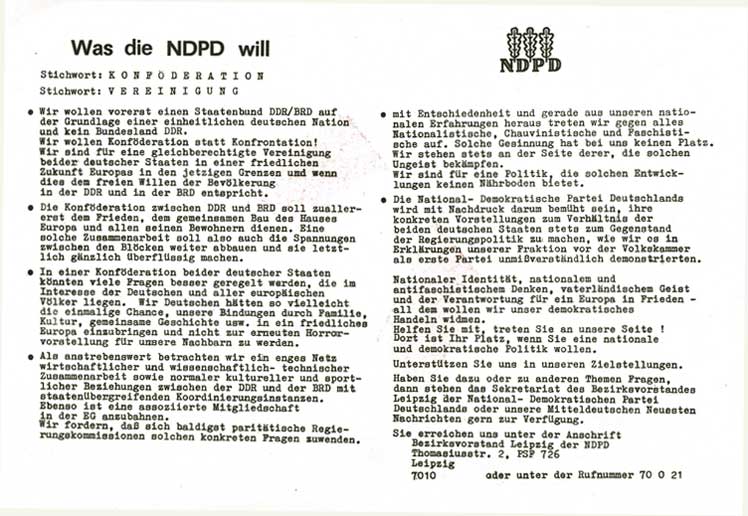 Was die NDPD will
Stichwort: K O N F Ö D E R A T I O N
Stichwort: V E R E I N I G U N G
● Wir wollen vorerst einen Staatenbund DDR/BRD auf
der Grundlage einer einheitlichen deutschen Nation
und kein Bundesland DDR.
Wir wollen Konföderation statt Konfrontation!
Wir sind für eine gleichberechtigte Vereinigung
beider deutscher Staaten in einer friedlichen
Zukunft Europas in den jetzigen Grenzen und wenn
dies dem freien Willen der Bevölkerung
in der DDR und in der BRD entspricht.
● Die Konföderation zwischen DDR und BRD soll zualler-
erst dem Frieden, dem gemeinsamen Bau des Hauses
Europa und allen seinen Bewohnern dienen. Eine
solche Zusammenarbeit soll also auch die Spannungen
zwischen den Blöcken weiter abbauen und sie letzt-
lich gänzlich überflüssig machen.
● In einer Konföderation beider deutscher Staaten
könnten viele Fragen besser geregelt werden, die im
Interesse der Deutschen und aller europäischen
Völker liegen. Wir Deutschen hätten so vielleicht
die einmalige Chance, unsere Bindungen durch Familie,
Kultur, gemeinsame Geschichte usw. in ein friedliches
Europa einzubringen und nicht zur erneuten Horror-
vorstellung für unsere Nachbarn zu werden.
● Als anstrebenswert betrachten wir ein enges Netz
wirtschaftlicher und wissenschaftlich- technischer
Zusammenarbeit sowie normaler kultureller und sport-
licher Beziehungen zwischen der DDR und der BRD mit
staatenübergreifenden Koordinierungsinstanzen.
Ebenso ist eine assoziierte Mitgliedschaft
in der EG anzubahnen.
Wir fordern, daß sich baldigst paritätische Regie-
rungskommissionen solchen konkreten Fragen zuwenden.
NDPD
● mit Entschiedenheit und gerade aus unseren natio-
nalen Erfahrungen heraus treten wir gegen alles
Nationalistische, Chauvinistische und Faschisti-
sche auf. Solche Gesinnung hat bei uns keinen Platz.
Wir stehen stets an der Seite derer, die solchen
Ungeist bekämpfen.
Wir sind für eine Politik, die solchen Entwick-
lungen keinen Nährboden bietet.
● Die National- Demokratische Partei Deutschlands
wird mit Nachdruck darum bemüht sein, ihre
konkreten Vorstellungen zum Verhältnis der
beiden deutschen Staaten stets zum Gegenstand
der Regierungspolitik zu machen, wie wir es in
Erklärungen unserer Fraktion vor der Volkskammer
als erste Partei unmißverständlich demonstrierten.
Nationaler Identität, nationalem und
antifaschistischem Denken, vaterländischem Geist
und der Verantwortung für ein Europa in Frieden -
all dem wollen wir unser demokratisches
Handeln widmen.
Helfen Sie mit, treten Sie an unsere Seite !
Dort ist Ihr Platz, wenn Sie eine nationale
und demokratische Politik wollen.
Unterstützen Sie uns in unseren Zielstellungen.
Haben Sie dazu oder zu anderen Themen Fragen,
dann stehen das Sekretariat des Bezirksvorstandes
Leipzig der National- Demokratischen Partei
Deutschlands oder unsere Mitteldeutschen Neuesten
Nachrichten gern zur Verfügung.
Sie erreichen uns unter der Anschrift
Bezirksvorstand Leipzig der NDPD
Thomasiusstr. 2, PSF 726
Leipzig
7010 oder unter der Rufnummer 70 0 21